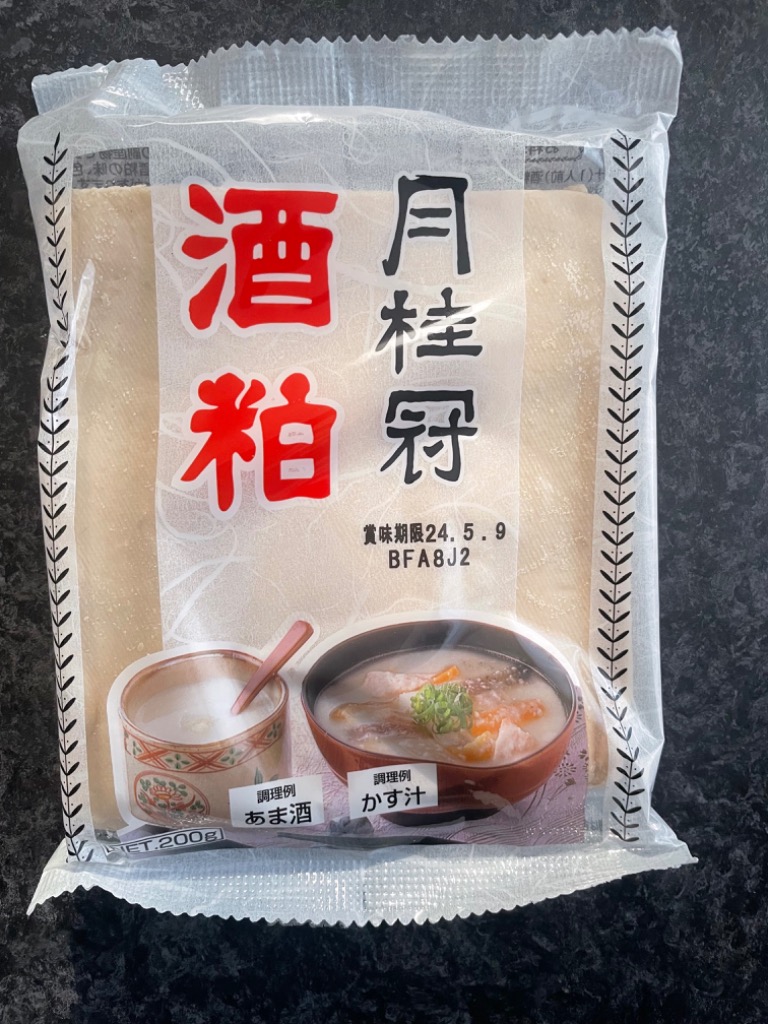 月桂冠
酒粕
賞味期限24.5.9
BFA8J2
調理例
あま酒
調理例
かす汁
NET.200g